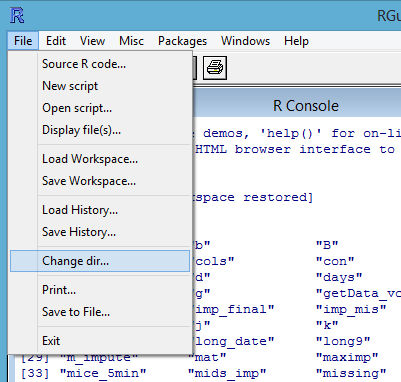 R
RGu
File Edit View Misc Packages Windows Help
Source R code...
New script
Open script...
Display file(s)...
Load Workspace...
Save Workspace...
Load History...
Save History...
Change dir...
Print...
Save to File...
Exit
R Console
demos, 'help()' for on-li
HTML browser interface to
space restored]
b" "B"
cols" "con"
d" "days"
g" "getData_vo
imp_final" "imp_mis"
j" "k"
long_date" "long9"
[29] "m_impute" "mat" "maximp"
[33] "mice_5min" "mids_imp" "missing"